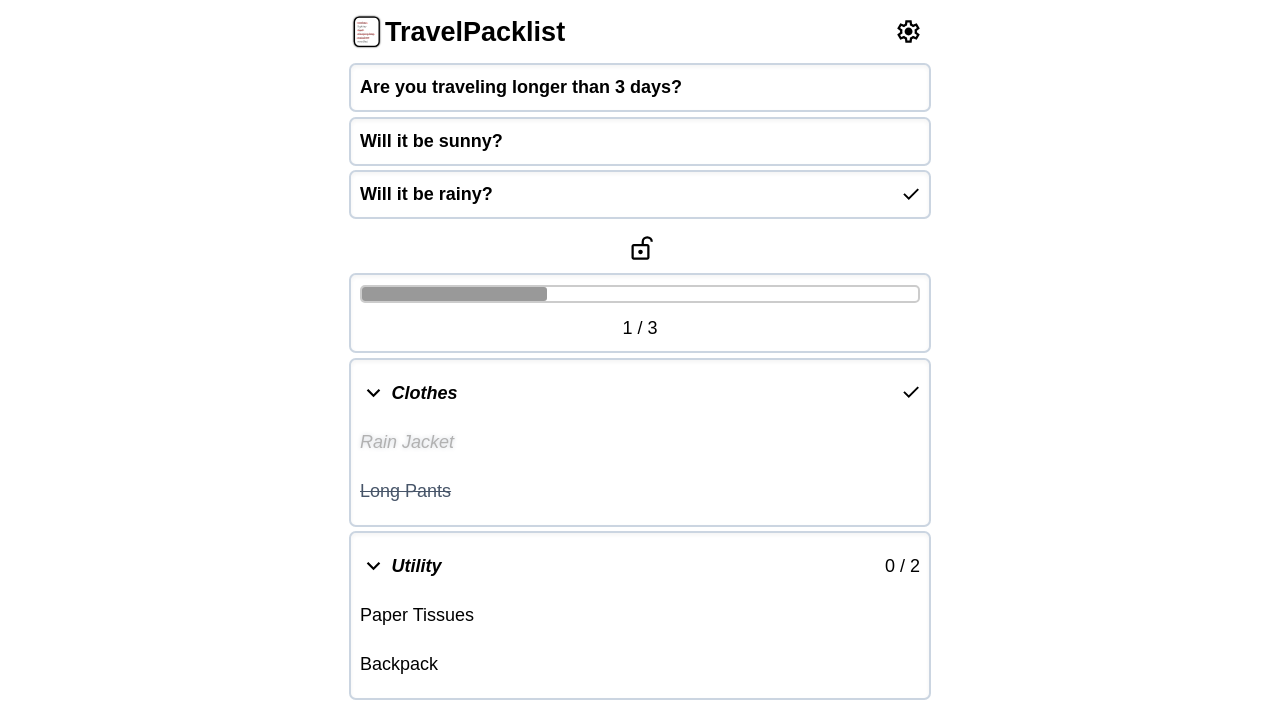 TravelPacklist
Are you traveling longer than 3 days?
Will it be sunny?
Will it be rainy?
1 / 3
Clothes
Rain Jacket
Long Pants
Utility 0 / 2
Paper Tissues
Backpack